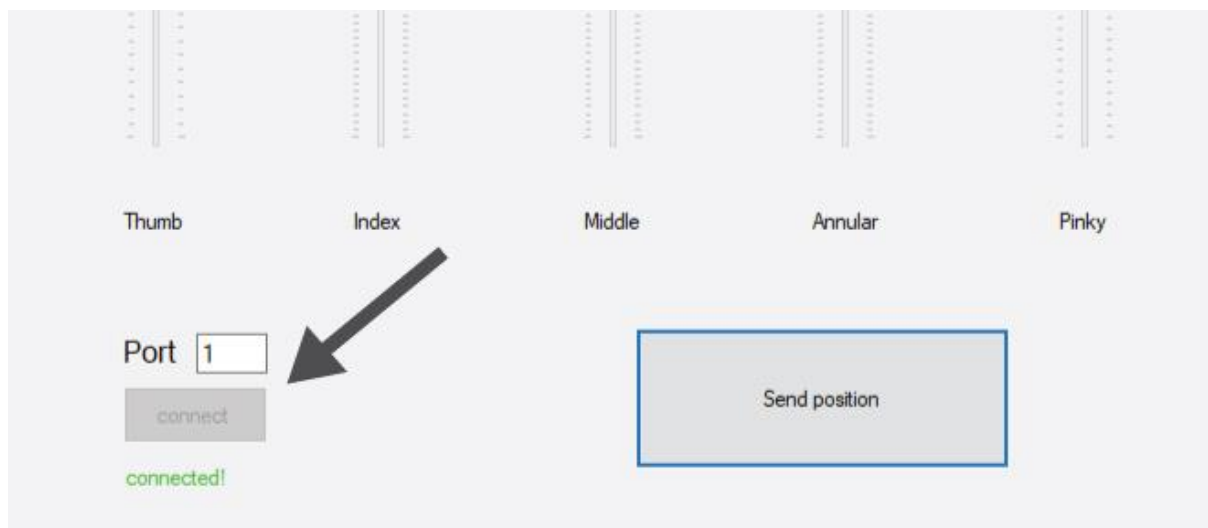 Thumb Index Middle Annular Pinky
Port 1
connect
connected!
Send position